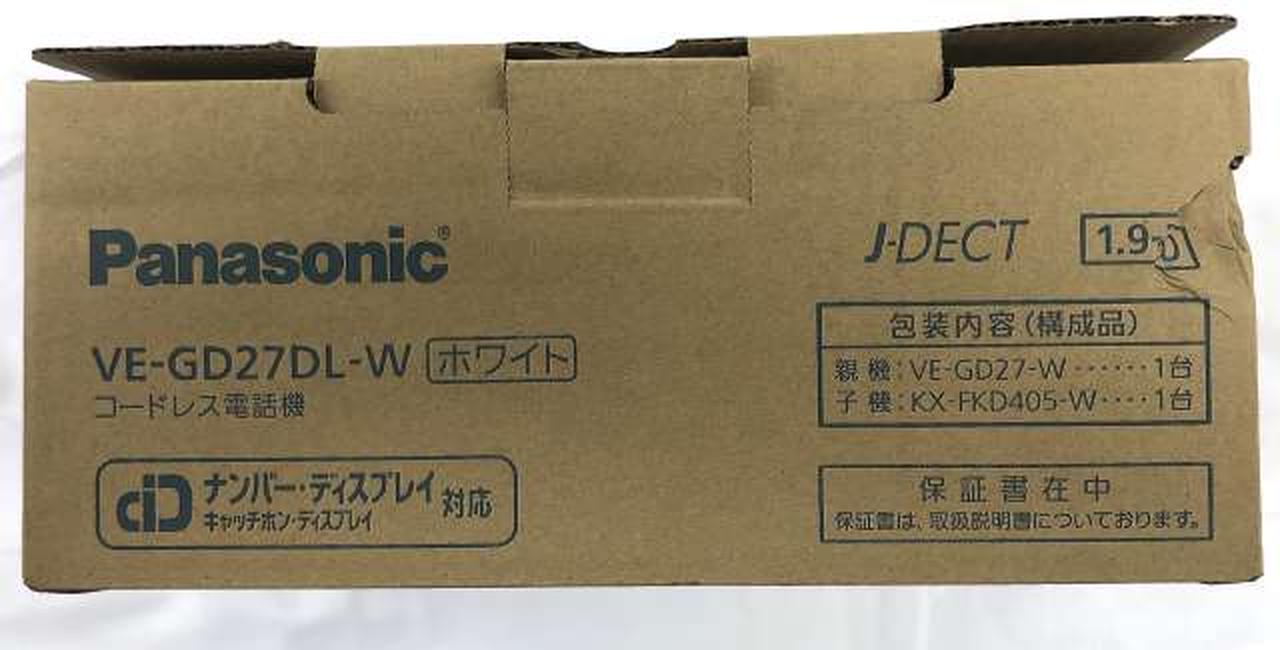 Panasonic®
J-DECT
1.9
VE-GD27DL-W ホワイト
コードレス電話機
ナンバー・ディスプレイ
キャッチホン・ディスプレイ
対応
包装内容(構成品)
親機:VE-GD27-W ‥‥‥1台
子機:KX-FKD405-W‥‥1台
保証書在中
保証書は、取扱説明書についております。